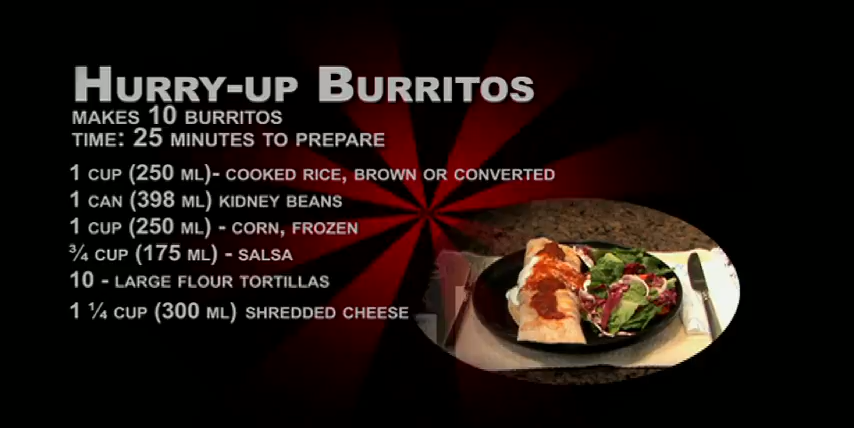 Hurry-up Burritos
makes 10 burritos
time: 25 minutes to prepare
1 cup (250 ml)- cooked rice, brown or converted
1 can (398 ml) kidney beans
1 cup (250 ml) - corn, frozen
¾ cup (175 ml) - salsa
10 - large flour tortillas
1 ¼ cup (300 ml) shredded cheese